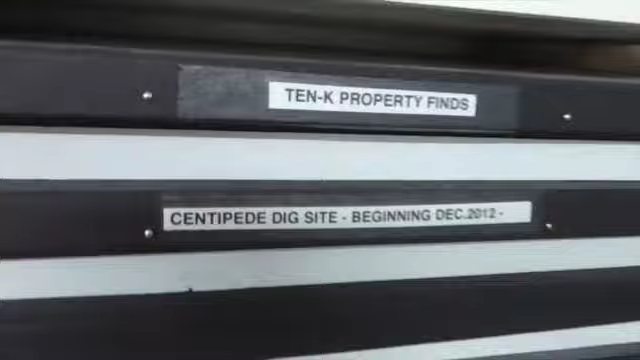 TEN-K PROPERTY FINDS
CENTIPEDE DIG SITE - BEGINNING DEC.2012 -